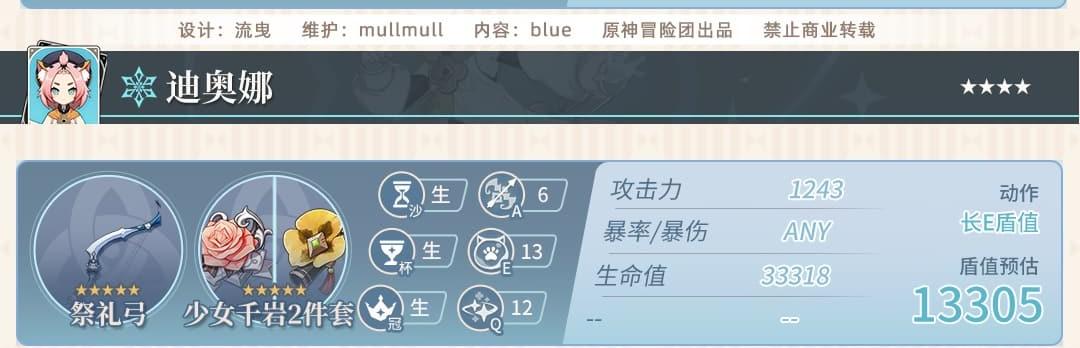 设计：流曳 维护：mullmull 内容：blue 原神冒险团出品 禁止商业转载
迪奥娜
★★★★
★★★★★
祭礼弓
★★★★★
少女千岩2件套
沙 生
A 6
杯 生
E 13
冠 生
Q 12
攻击力 1243
暴率/暴伤 ANY
生命值 33318
-- --
动作
长E盾值
盾值预估
13305